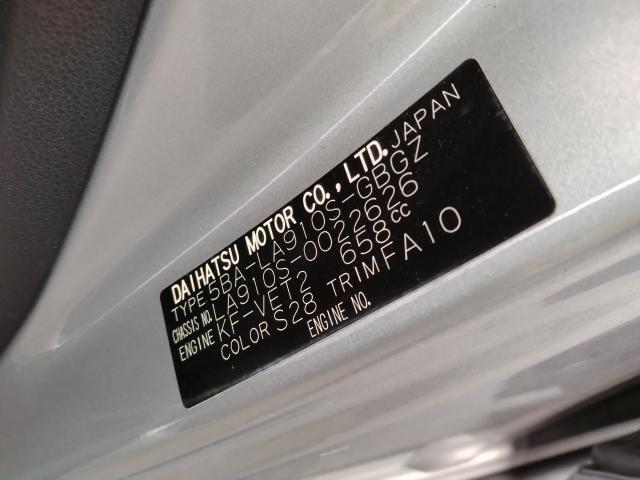 DAIHATSU MOTOR CO., LTD. JAPAN
TYPE 5BA-LA910S-GBGZ
CHASSIS NO. LA910S-0022626
ENGINE KF-VET2 658cc
COLOR S28 TRIM FA10
ENGINE NO.